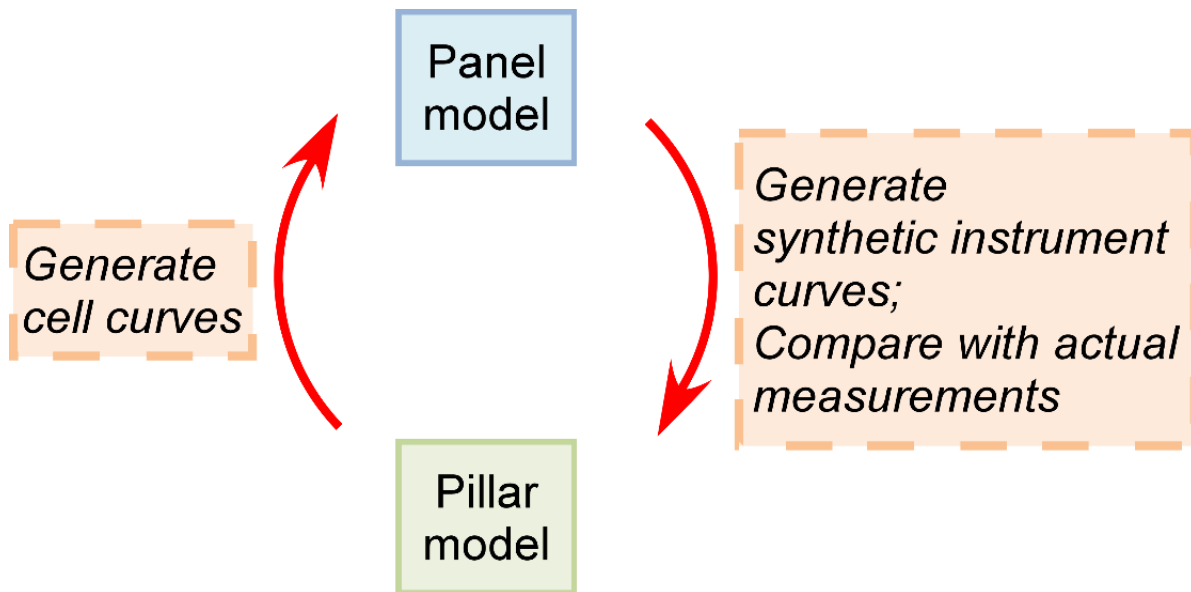 Panel
model
Generate
cell curves
Generate
synthetic instrument
curves;
Compare with actual
measurements
Pillar
model